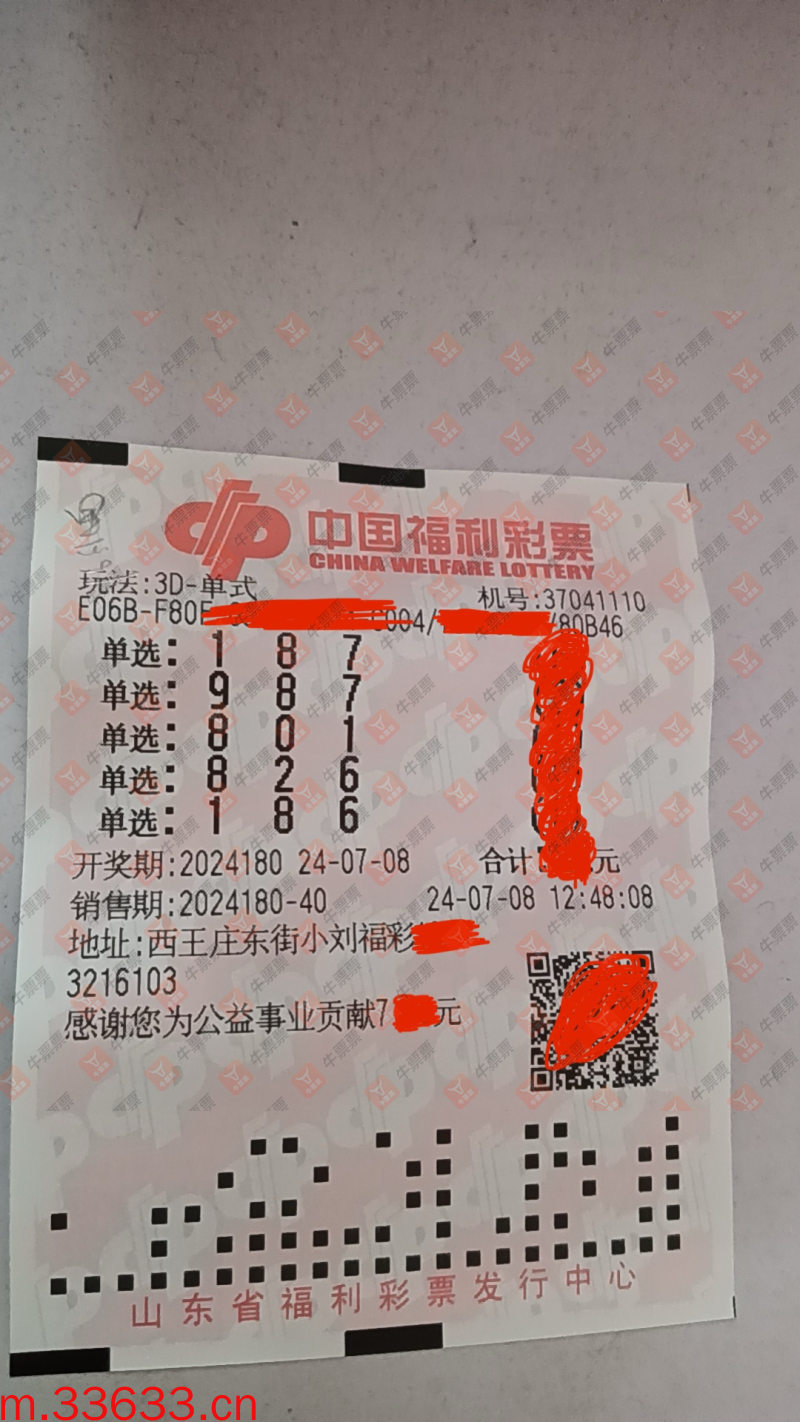 中国福利彩票
CHINA WELFARE LOTTERY
玩法:3D-单式
机号:37041110
E06B-F80E C004/ /80B46
单选: 1 8 7
单选: 9 8 7
单选: 8 0 1
单选: 8 2 6
单选: 1 8 6
开奖期:2024180 24-07-08 合计 元
销售期:2024180-40 24-07-08 12:48:08
地址:西王庄东街小刘福彩
3216103
感谢您为公益事业贡献7 元
山东省福利彩票发行中心
牛票票
m.33633.cn